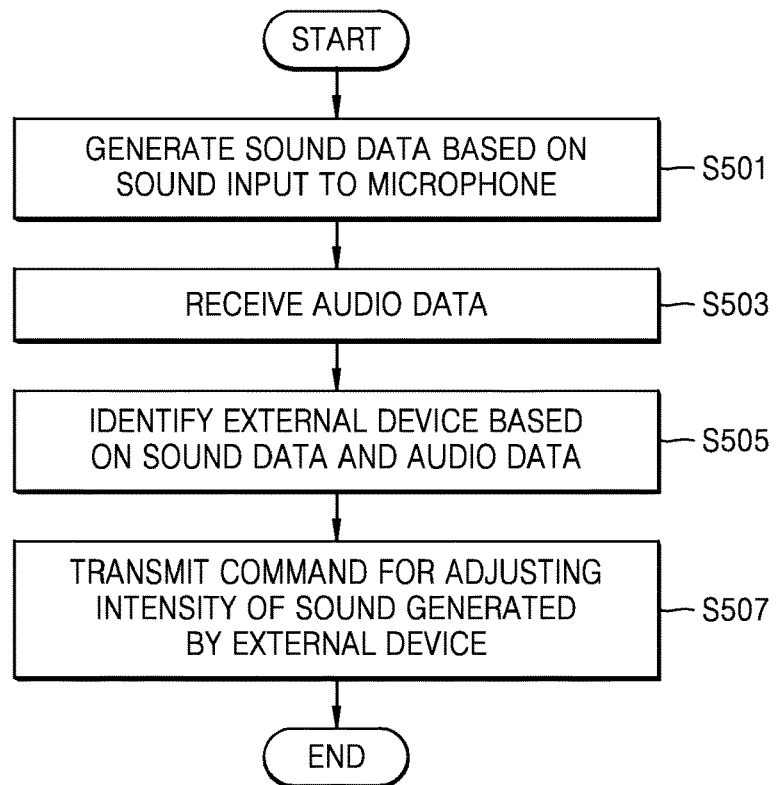 START
GENERATE SOUND DATA BASED ON
SOUND INPUT TO MICROPHONE
S501
RECEIVE AUDIO DATA
S503
IDENTIFY EXTERNAL DEVICE BASED
ON SOUND DATA AND AUDIO DATA
S505
TRANSMIT COMMAND FOR ADJUSTING
INTENSITY OF SOUND GENERATED
BY EXTERNAL DEVICE
S507
END